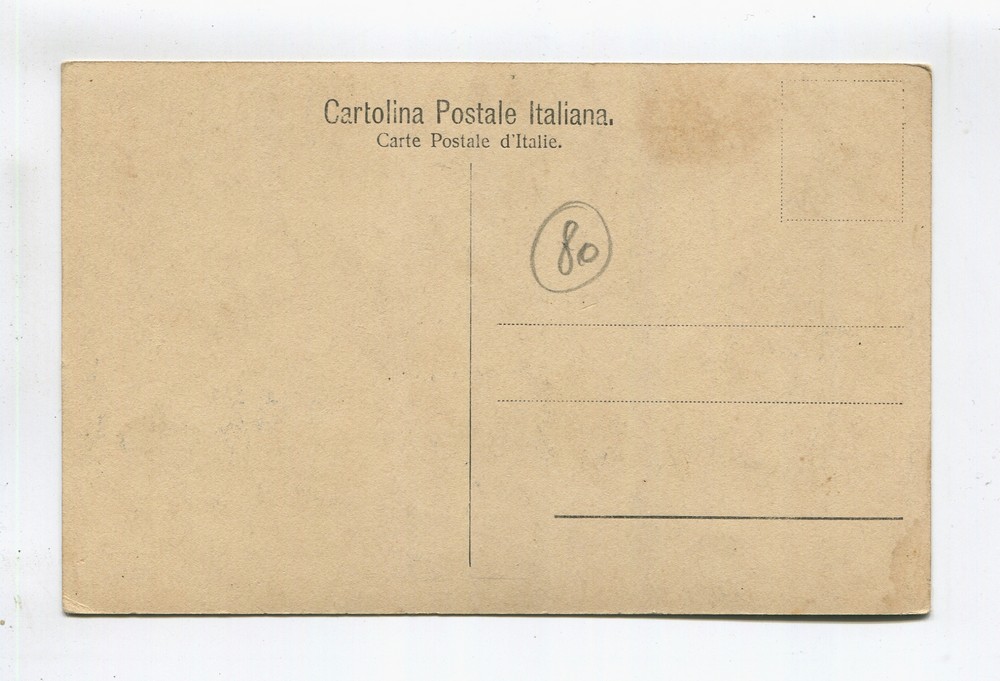 Cartolina Postale Italiana.
Carte Postale d'Italie.
80